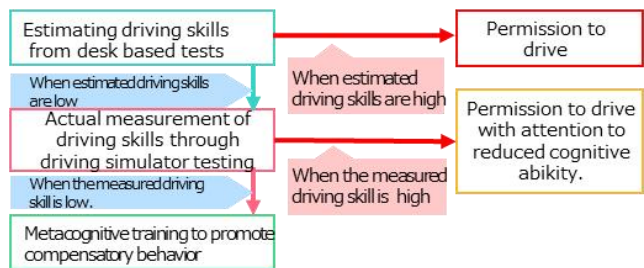 Estimating driving skills
from desk based tests
Permission to
drive
When estimated driving skills
are low
When estimated
driving skills are high
Actual measurement of
driving skills through
driving simulator testing
Permission to drive
with attention to
reduced cognitive
abikity.
When the measured driving
skill is low.
When the measured
driving skill is high
Metacognitive training to promote
compensatory behavior